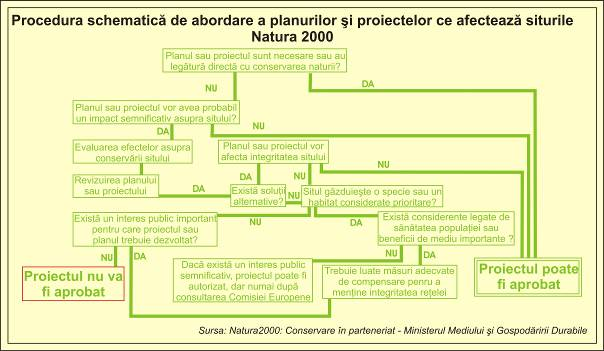 Procedura schematică de abordare a planurilor şi proiectelor ce afectează siturile
Natura 2000
Planul sau proiectul sunt necesare sau au
legătură directă cu conservarea naturii?
NU
DA
Planul sau proiectul vor avea probabil
un impact semnificativ asupra sitului?
DA
NU
Evaluarea efectelor asupra
conservării sitului
Planul sau proiectul vor
afecta integritatea sitului
NU
Revizuirea planului
sau proiectului
DA
DA
NU
Există soluții
alternative?
NU
Situl găzduieşte o specie sau un
habitat considerate prioritare?
Există un interes public important
pentru care proiectul sau
planul trebuie dezvoltat?
NU
DA
Există considerente legate de
sănătatea populației sau
beneficii de mediu importante ?
NU
DA
NU
DA
Proiectul nu va
fi aprobat
Dacă există un interes public
semnificativ, proiectul poate fi
autorizat, dar numai după
consultarea Comisiei Europene
Trebuie luate măsuri adecvate
de compensare penru a
menține integritatea rețelei
Proiectul poate
fi aprobat
Sursa: Natura2000: Conservare în parteneriat - Ministerul Mediului şi Gospodăririi Durabile